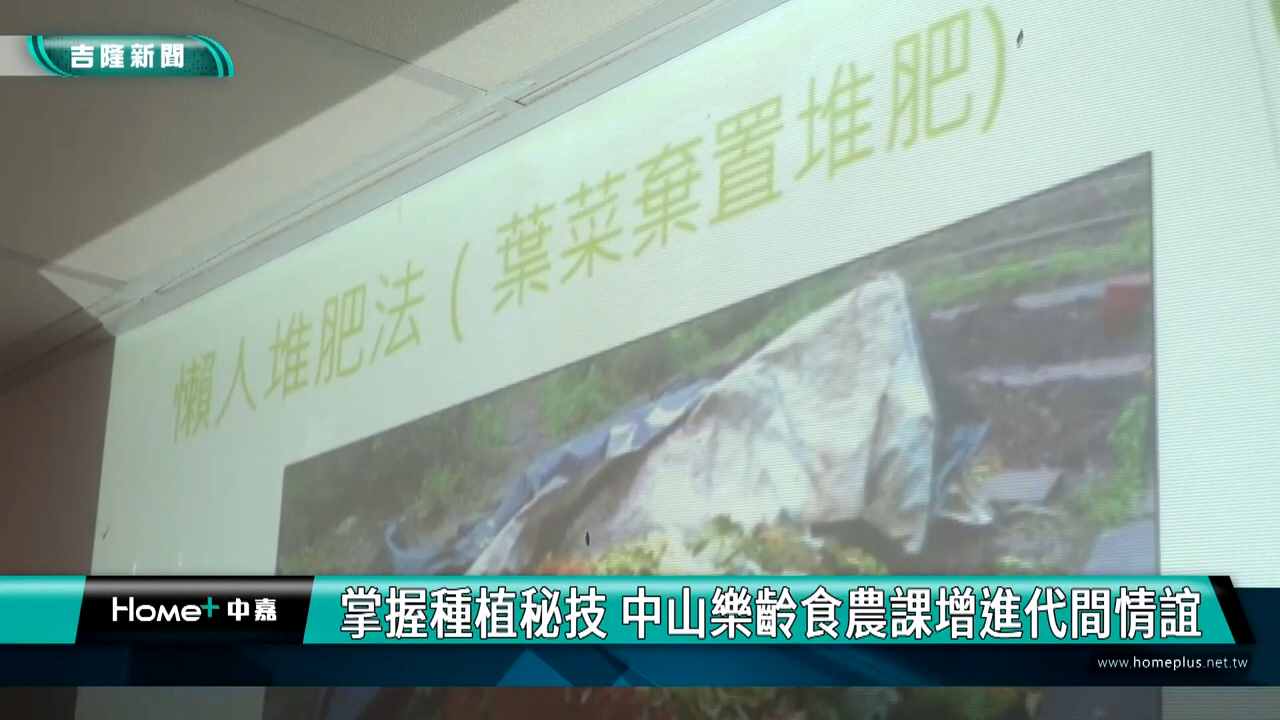 吉隆新聞
懶人堆肥法(葉菜棄置堆肥)
Home+中嘉
掌握種植秘技 中山樂齡食農課增進代間情誼
www.homeplus.net.tw